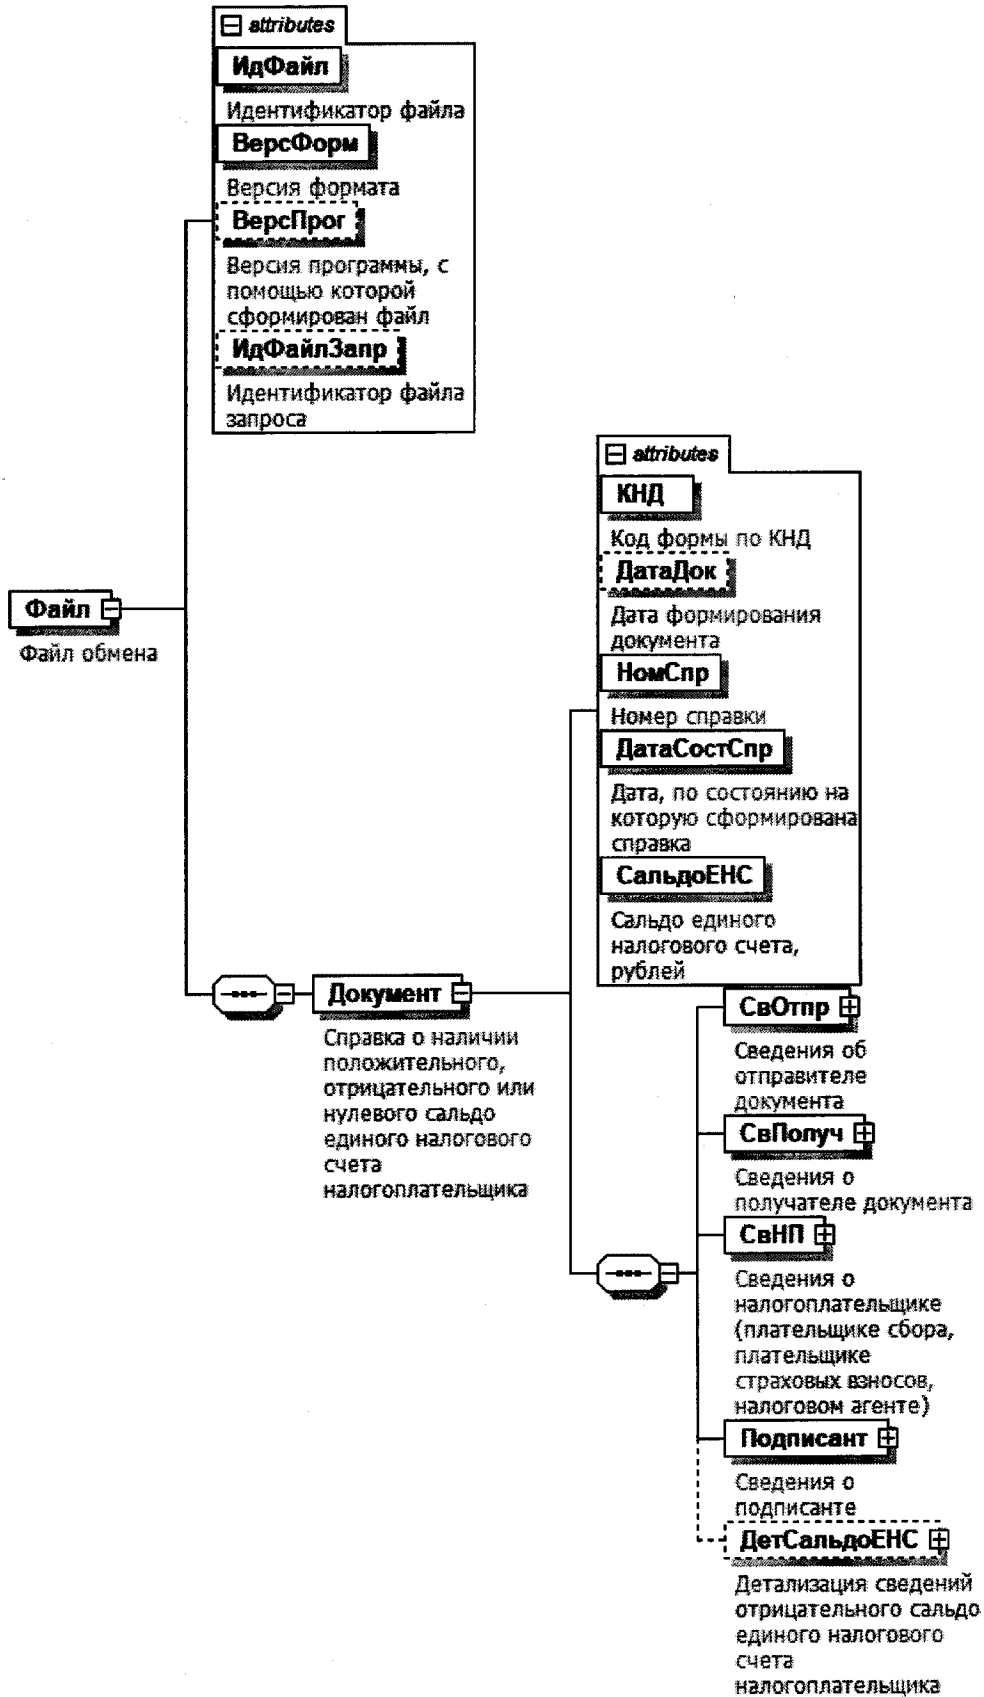 attributes
ИдФайл
Идентификатор файла
ВерсФорм
Версия формата
ВерсПрог
Версия программы, с
помощью которой
сформирован файл
ИдФайлЗапр
Идентификатор файла
запроса
Файл
Файл обмена
attributes
КНД
Код формы по КНД
ДатаДок
Дата формирования
документа
НомСпр
Номер справки
ДатаСостСпр
Дата, по состоянию на
которую сформирована
справка
СальдоЕНС
Сальдо единого
налогового счета,
рублей
Документ
Справка о наличии
положительного,
отрицательного или
нулевого сальдо
единого налогового
счета
налогоплательщика
СвОтпр
Сведения об
отправителе
документа
СвПолуч
Сведения о
получателе документа
СвНП
Сведения о
налогоплательщике
(плательщике сбора,
плательщике
страховых взносов,
налоговом агенте)
Подписант
Сведения о
подписанте
ДетСальдоЕНС
Детализация сведений
отрицательного сальдо
единого налогового
счета
налогоплательщика